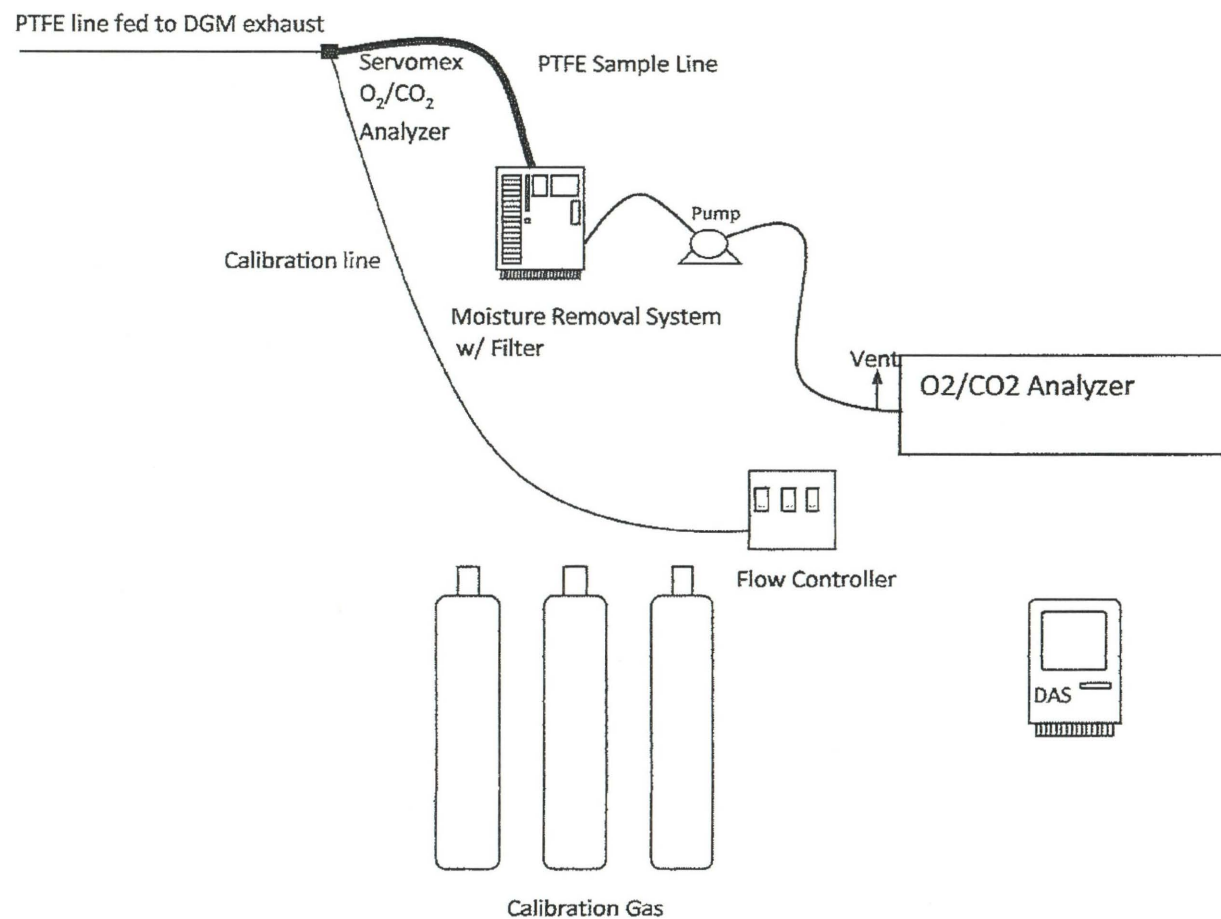 PTFE line fed to DGM exhaust
Servomex
O₂/CO₂
Analyzer
PTFE Sample Line
Pump
Calibration line
Moisture Removal System
w/ Filter
Vent
O2/CO2 Analyzer
Flow Controller
DAS
Calibration Gas